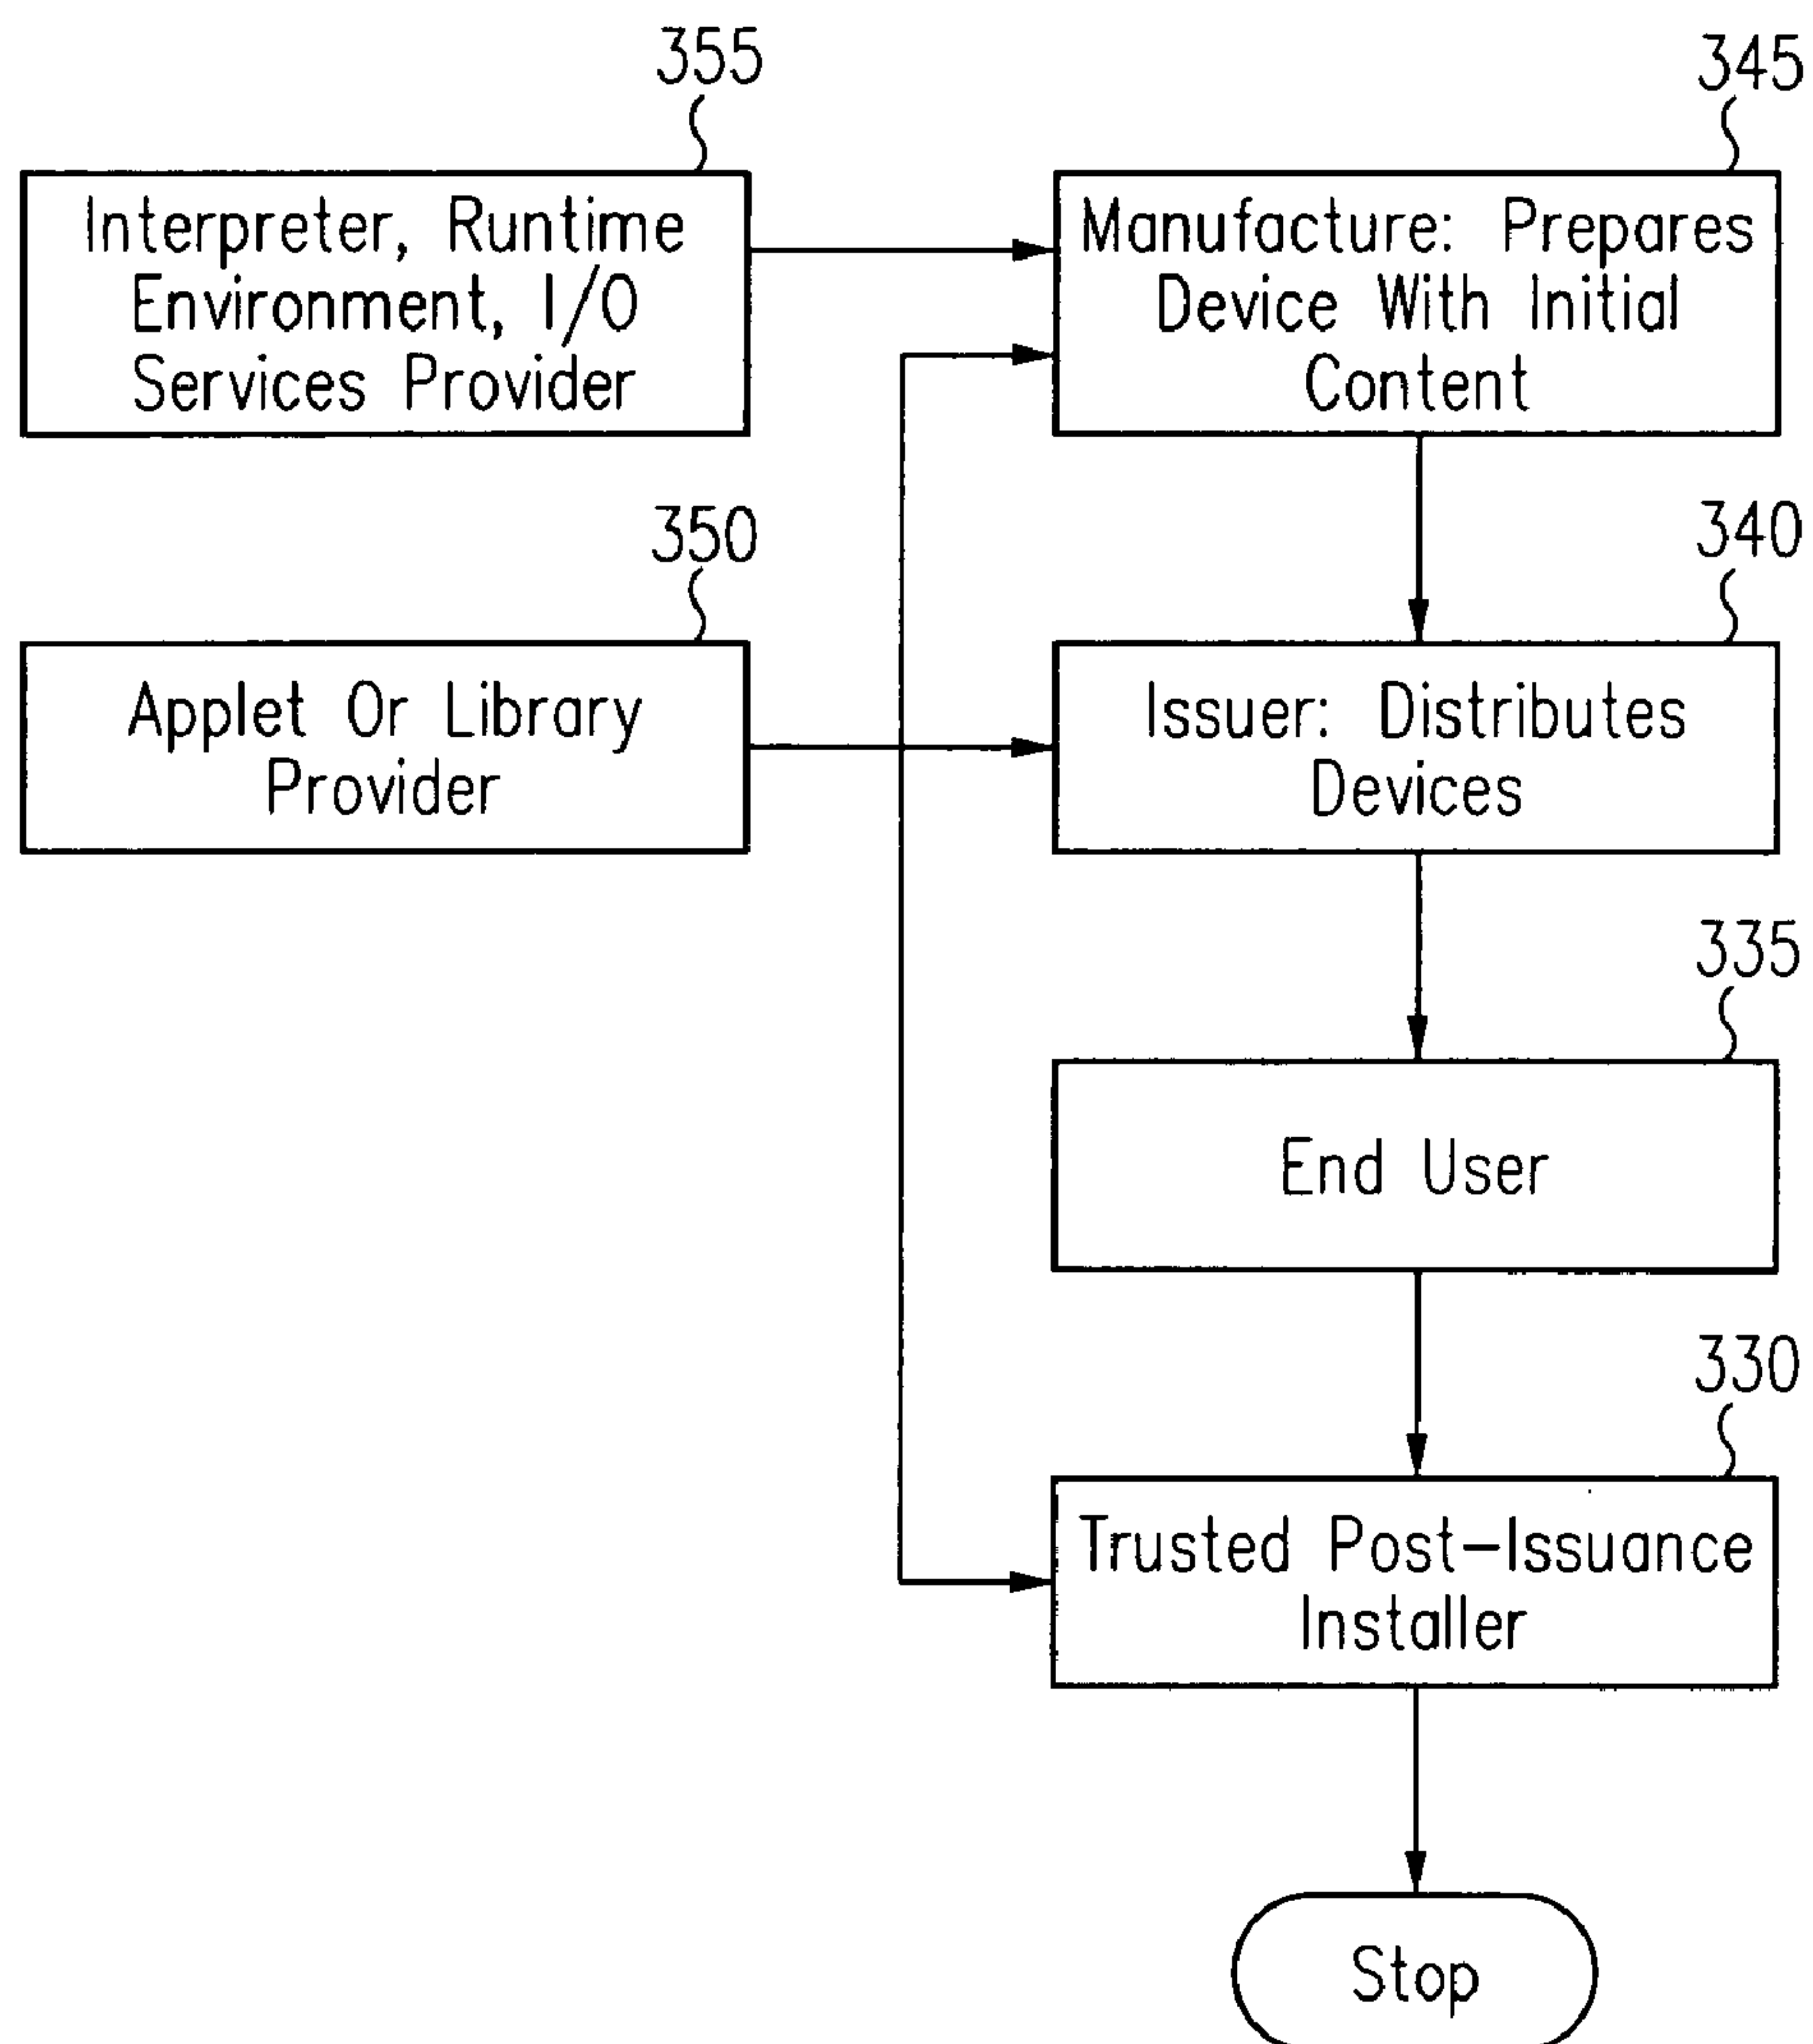 355
Interpreter, Runtime
Environment, I/O
Services Provider
345
Manufacture: Prepares
Device With Initial
Content
350
Applet Or Library
Provider
340
Issuer: Distributes
Devices
335
End User
330
Trusted Post-Issuance
Installer
Stop